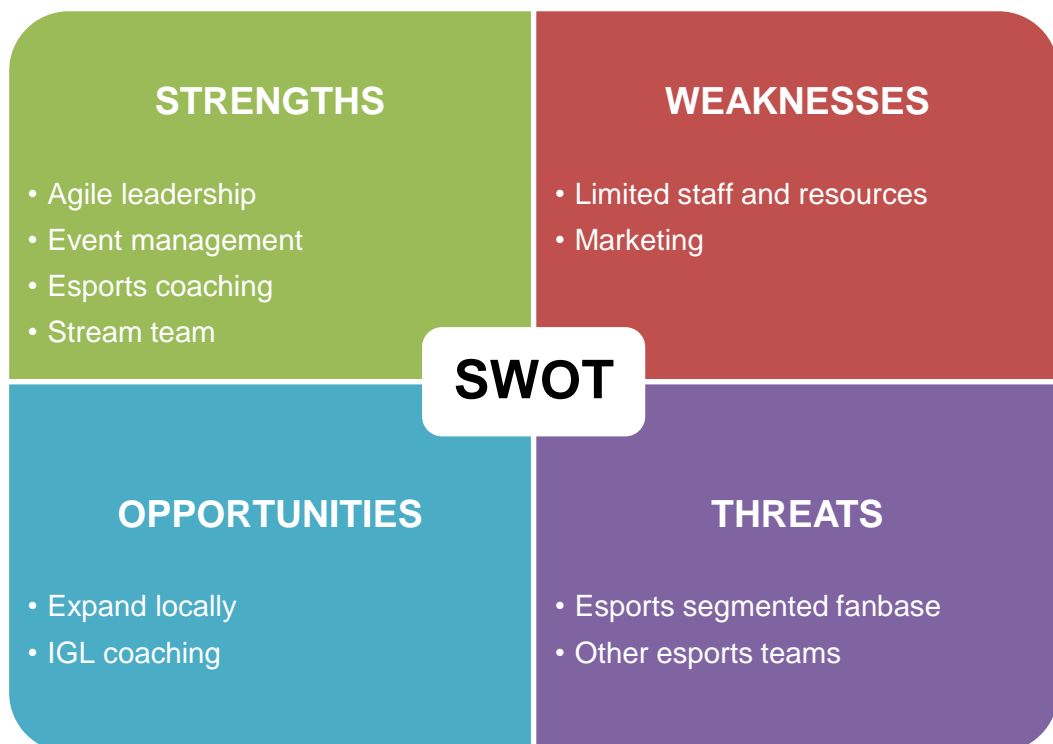 STRENGTHS
• Agile leadership
• Event management
• Esports coaching
• Stream team
WEAKNESSES
• Limited staff and resources
• Marketing
SWOT
OPPORTUNITIES
• Expand locally
• IGL coaching
THREATS
• Esports segmented fanbase
• Other esports teams